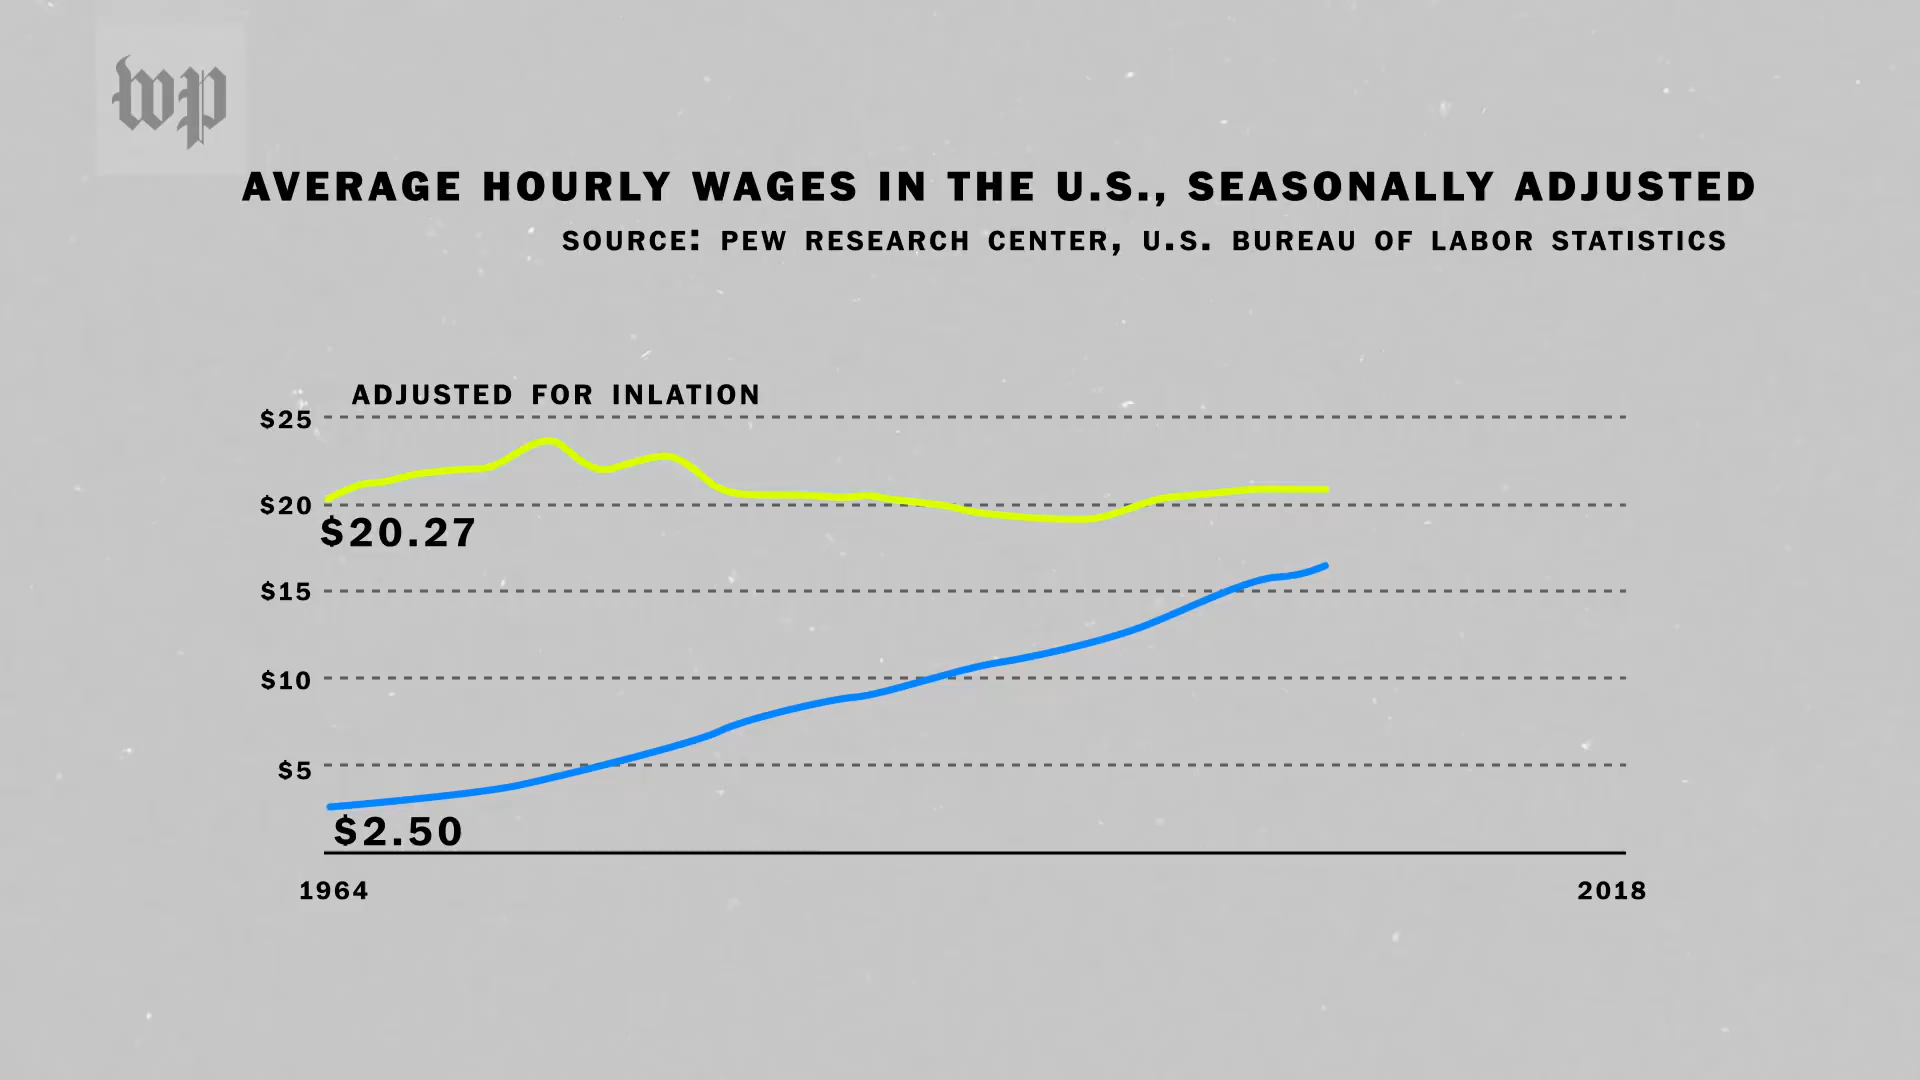 wp
AVERAGE HOURLY WAGES IN THE U.S., SEASONALLY ADJUSTED
SOURCE: PEW RESEARCH CENTER, U.S. BUREAU OF LABOR STATISTICS
ADJUSTED FOR INLATION
$25
$20
$20.27
$15
$10
$5
$2.50
1964
2018